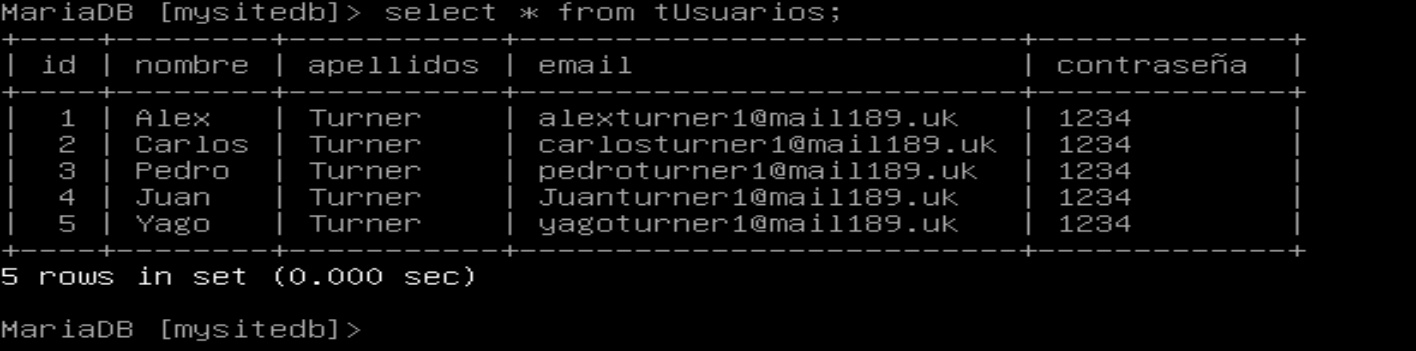 MariaDB [mysitedb]> select * from tUsuarios;
+----+---------+-----------+---------------------------+-------------+
| id | nombre | apellidos | email | contraseña |
+----+---------+-----------+---------------------------+-------------+
| 1 | Alex | Turner | alexturner1@mail189.uk | 1234 |
| 2 | Carlos | Turner | carlosturner1@mail189.uk | 1234 |
| 3 | Pedro | Turner | pedroturner1@mail189.uk | 1234 |
| 4 | Juan | Turner | Juanturner1@mail189.uk | 1234 |
| 5 | Yago | Turner | yagoturner1@mail189.uk | 1234 |
+----+---------+-----------+---------------------------+-------------+
5 rows in set (0.000 sec)
MariaDB [mysitedb]>